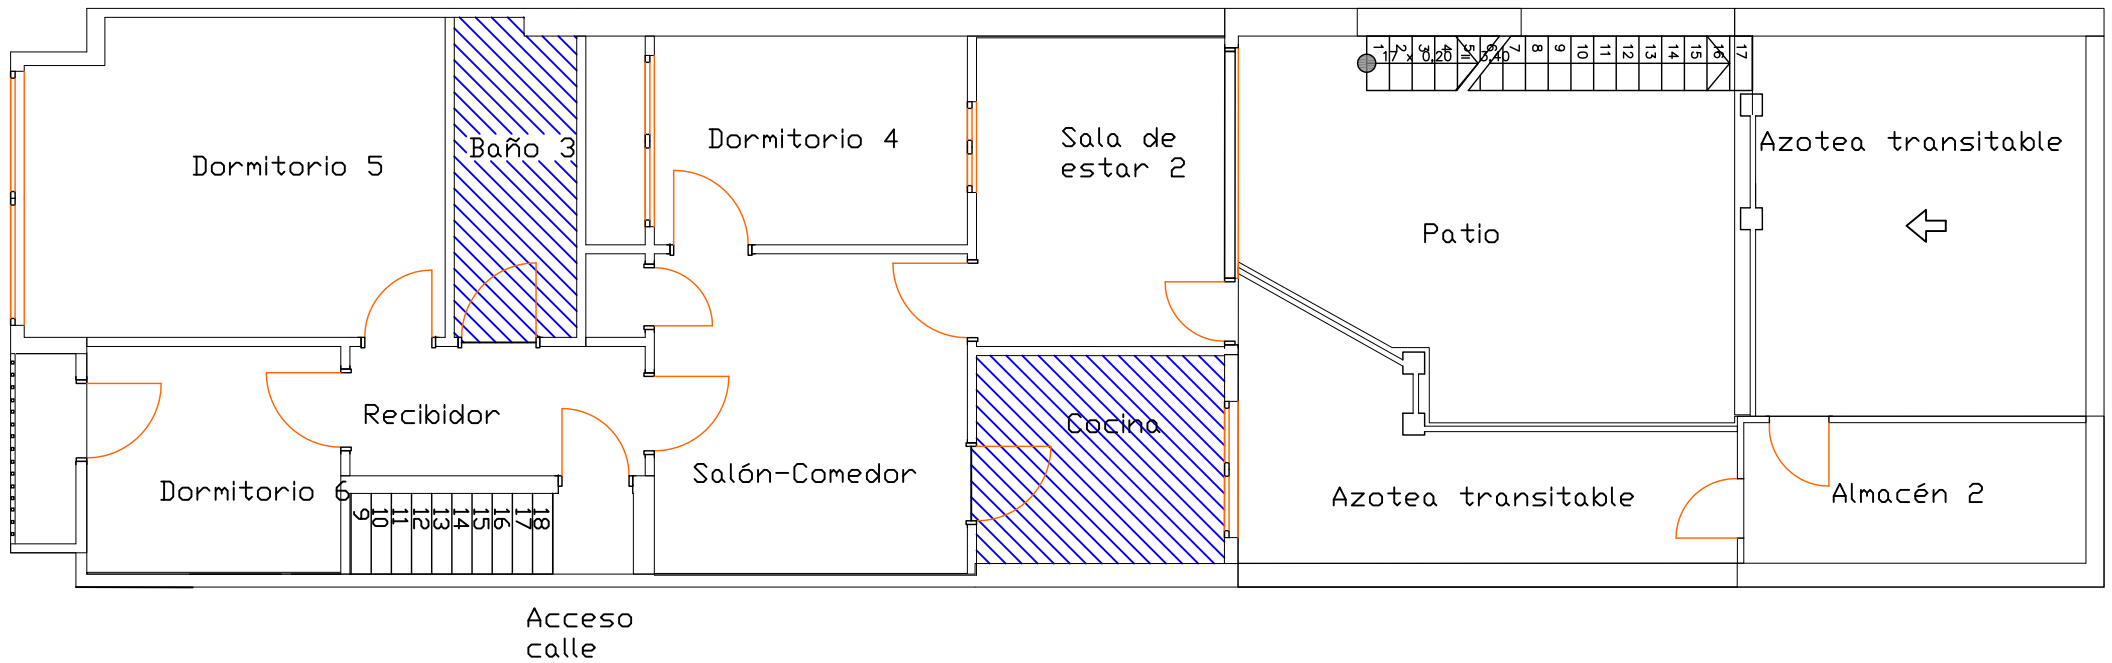 1 2 3 4 5 6 7 8 9 10 11 12 13 14 15 16 17
17 x 0,20 = 3,40
Dormitorio 5
Baño 3
Dormitorio 4
Sala de
estar 2
Patio
Azotea transitable
Recibidor
Cocina
Dormitorio 6
Salón-Comedor
Azotea transitable
Almacén 2
9 10 11 12 13 14 15 16 17 18
Acceso
calle